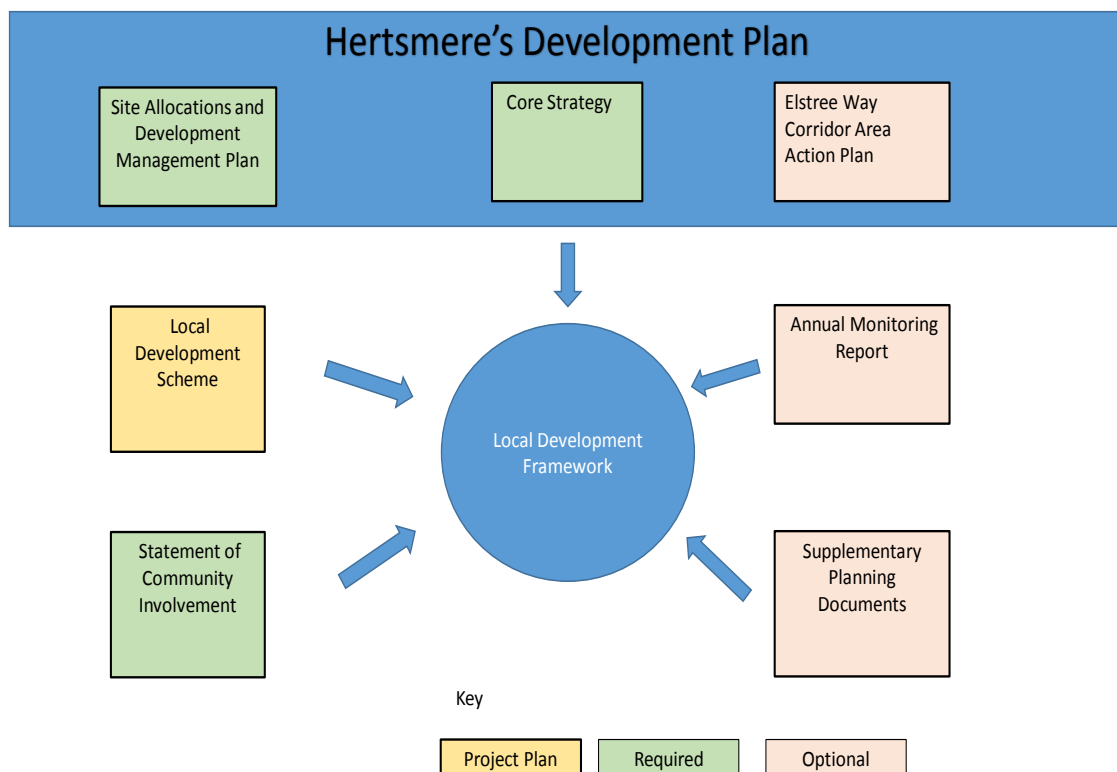 Hertsmere’s Development Plan
Site Allocations and
Development
Management Plan
Core Strategy
Elstree Way
Corridor Area
Action Plan
Local
Development
Scheme
Annual Monitoring
Report
Local Development
Framework
Statement of
Community
Involvement
Supplementary
Planning
Documents
Key
Project Plan
Required
Optional